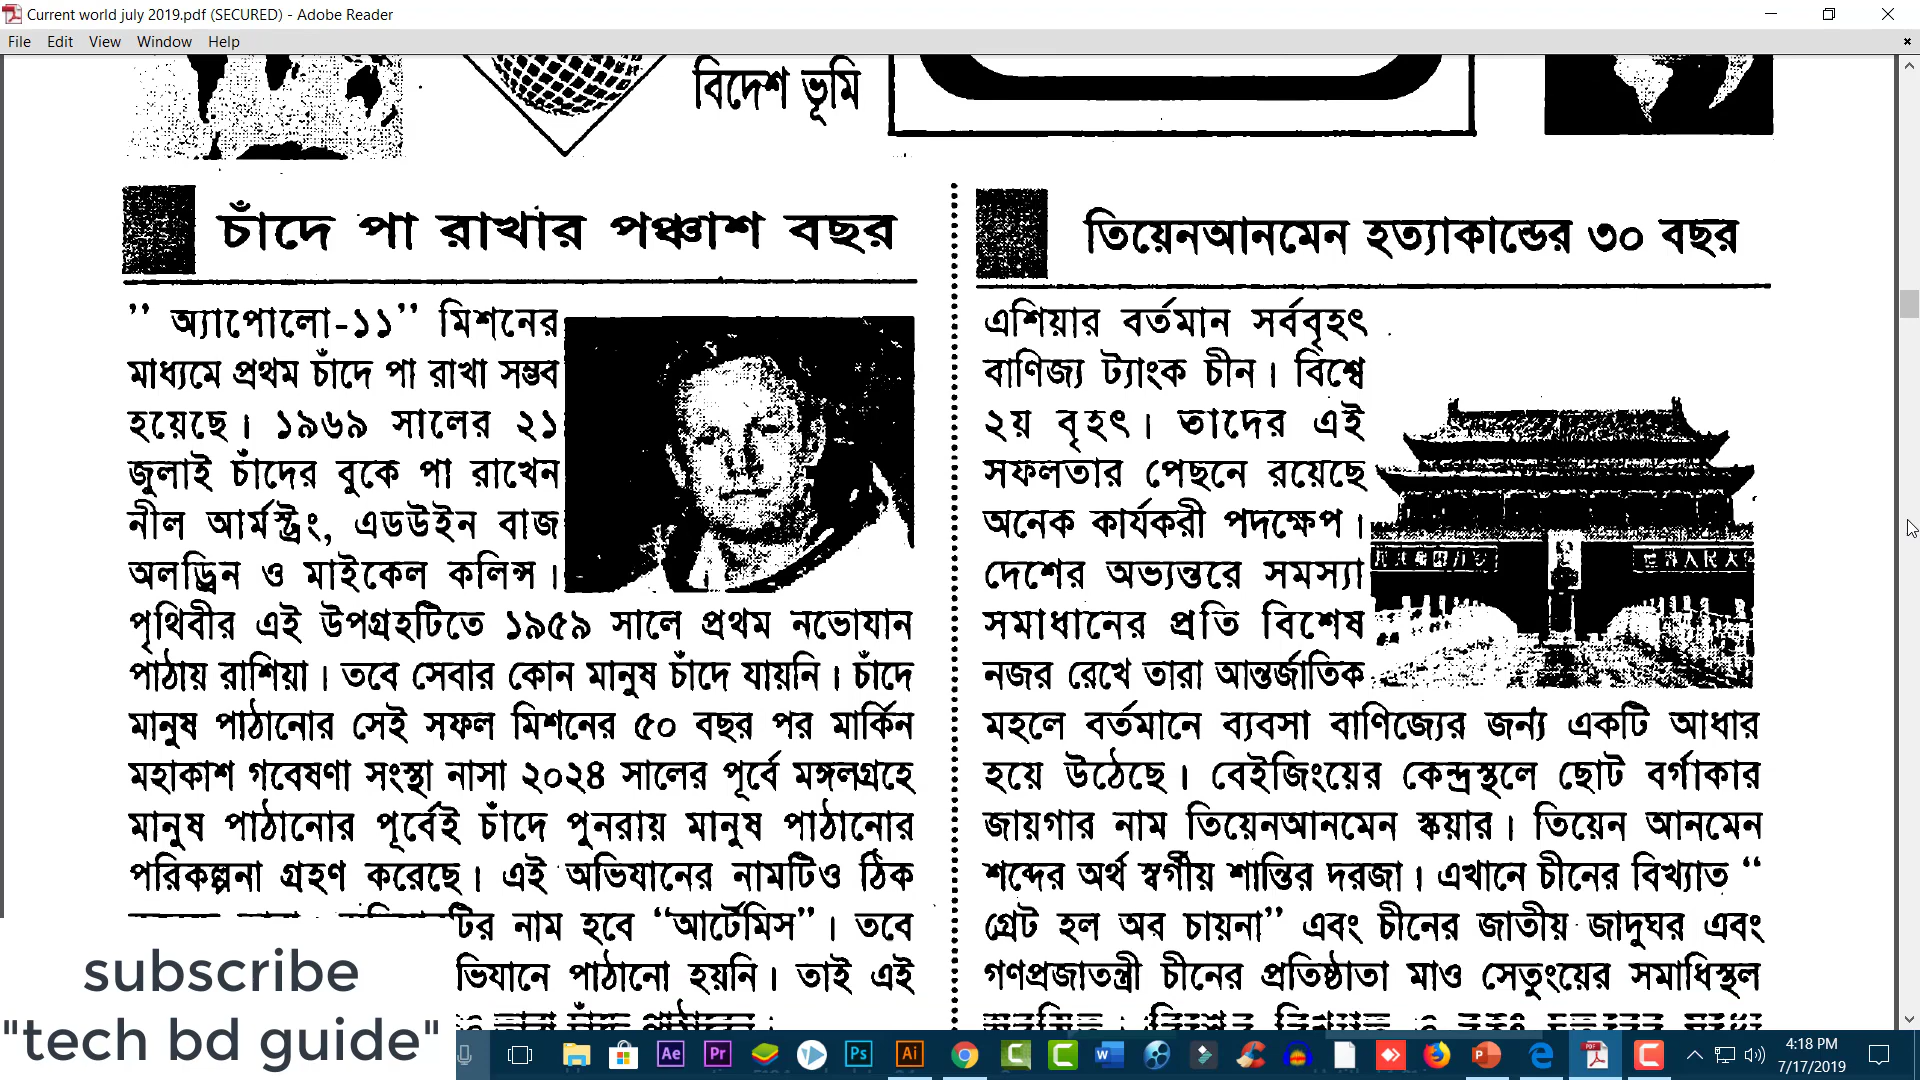 Current world july 2019.pdf (SECURED) - Adobe Reader
File Edit View Window Help
বিদেশ ভূমি
চাঁদে পা রাখার পঞ্চাশ বছর
’’ অ্যাপোলো-১১’’ মিশনের
মাধ্যমে প্রথম চাঁদে পা রাখা সম্ভব
হয়েছে। ১৯৬৯ সালের ২১
জুলাই চাঁদের বুকে পা রাখেন
নীল আর্মস্ট্রং, এডউইন বাজ
অলড্রিন ও মাইকেল কলিন্স।
পৃথিবীর এই উপগ্রহটিতে ১৯৫৯ সালে প্রথম নভোযান
পাঠায় রাশিয়া। তবে সেবার কোন মানুষ চাঁদে যায়নি। চাঁদে
মানুষ পাঠানোর সেই সফল মিশনের ৫০ বছর পর মার্কিন
মহাকাশ গবেষণা সংস্থা নাসা ২০২৪ সালের পূর্বে মঙ্গলগ্রহে
মানুষ পাঠানোর পূর্বেই চাঁদে পুনরায় মানুষ পাঠানোর
পরিকল্পনা গ্রহণ করেছে। এই অভিযানের নামটিও ঠিক
টির নাম হবে “আর্টেমিস”। তবে
ভিযানে পাঠানো হয়নি। তাই এই
তিয়েনআনমেন হত্যাকান্ডের ৩০ বছর
এশিয়ার বর্তমান সর্ববৃহৎ
বাণিজ্য ট্যাংক চীন। বিশ্বে
২য় বৃহৎ। তাদের এই
সফলতার পেছনে রয়েছে
অনেক কার্যকরী পদক্ষেপ।
দেশের অভ্যন্তরে সমস্যা
সমাধানের প্রতি বিশেষ
নজর রেখে তারা আন্তর্জাতিক
মহলে বর্তমানে ব্যবসা বাণিজ্যের জন্য একটি আধার
হয়ে উঠেছে। বেইজিংয়ের কেন্দ্রস্থলে ছোট বর্গাকার
জায়গার নাম তিয়েনআনমেন স্কয়ার। তিয়েন আনমেন
শব্দের অর্থ স্বর্গীয় শান্তির দরজা। এখানে চীনের বিখ্যাত “
গ্রেট হল অব চায়না” এবং চীনের জাতীয় জাদুঘর এবং
গণপ্রজাতন্ত্রী চীনের প্রতিষ্ঠাতা মাও সেতুংয়ের সমাধিস্থল
subscribe
"tech bd guide"
4:18 PM
7/17/2019